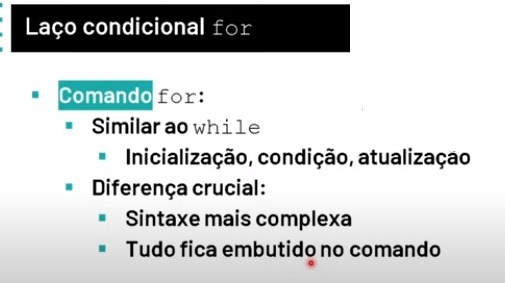 Laço condicional for
Comando for:
Similar ao while
Inicialização, condição, atualização
Diferença crucial:
Sintaxe mais complexa
Tudo fica embutido no comando